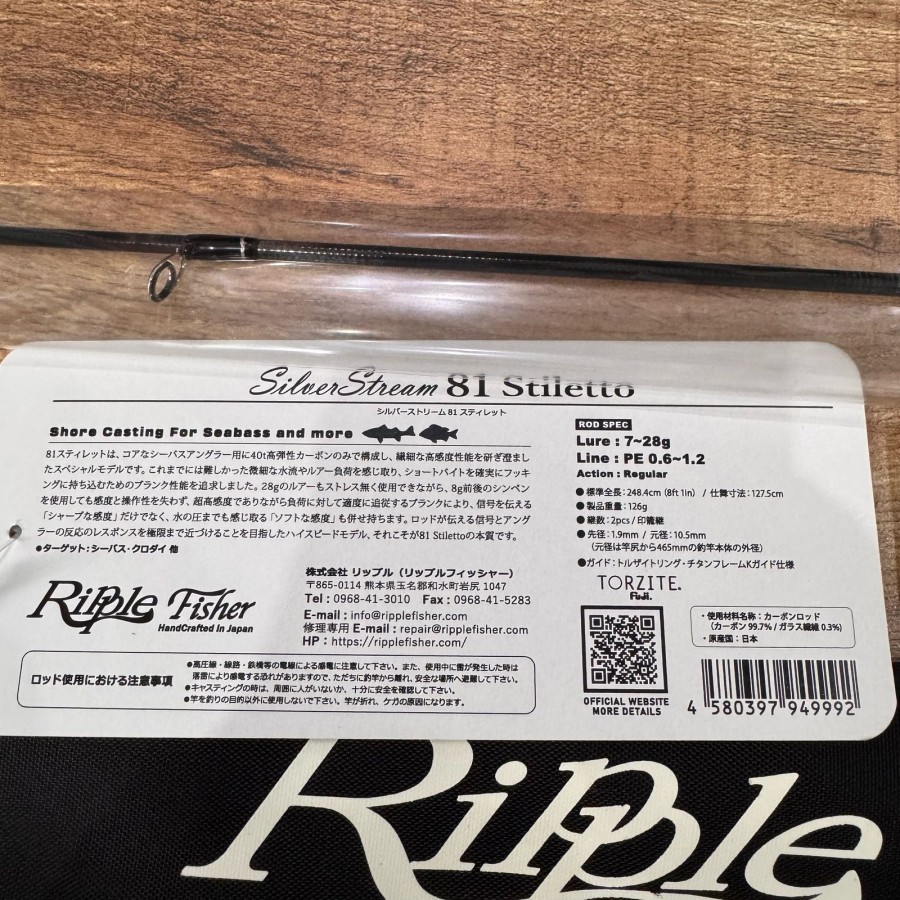 SilverStream 81 Stiletto
シルバーストリーム 81 スティレット
Shore Casting For Seabass and more
81スティレットは、コアなシーバスアングラー用に40t高弾性カーボンのみで構成し、繊細な高感度性能を研ぎ澄まし
たスペシャルモデルです。これまでには難しかった微細な水流やルアー負荷を感じ取り、ショートバイトを確実にフッキ
ングに持ち込むためのブランク性能を追求しました。28gのルアーもストレス無く使用できながら、8g前後のシンペン
を使用しても感度と操作性を失わず、超高感度でありながら負荷に対して適度に追従するブランクにより、信号を伝える
「シャープな感度」だけでなく、水の圧までも感じ取る「ソフトな感度」も併せ持ちます。ロッドが伝える信号とアング
ラーの反応のレスポンスを極限まで近づけることを目指したハイスピードモデル、それこそが81 Stilettoの本質です。
●ターゲット：シーバス・クロダイ 他
ROD SPEC
Lure : 7~28g
Line : PE 0.6~1.2
Action : Regular
●標準全長：248.4cm (8ft 1in) / 仕舞寸法：127.5cm
●製品重量：126g
●継数：2pcs / 印籠継
●先径：1.9mm / 元径：10.5mm
（元径は竿尻から465mmの釣竿本体の外径）
●ガイド：トルザイトリング・チタンフレームKガイド仕様
TORZITE.
Fuji.
Ripple Fisher
HandCrafted in Japan
株式会社 リップル（リップルフィッシャー）
〒865-0114 熊本県玉名郡和水町岩尻 1047
Tel : 0968-41-3010 Fax : 0968-41-5283
E-mail : info@ripplefisher.com
修理専用 E-mail : repair@ripplefisher.com
HP : https://ripplefisher.com/
OFFICIAL WEBSITE
MORE DETAILS
・使用材料名称：カーボンロッド
（カーボン 99.7% / ガラス繊維 0.3%）
・原産国：日本
4 580397 949992
ロッド使用における注意事項
●高圧線・線路・鉄橋等の電線による感電に注意して下さい。また、使用中に雷が発生した時は
落雷により感電する恐れがありますので、ただちに釣竿から離れ、安全な場所へ避難して下さい。
●キャスティングの時は、周囲に人がいないか、十分に安全を確認して下さい。
●竿を釣りの目的以外に使用しないで下さい。竿が折れ、ケガの原因になります。
Ripple